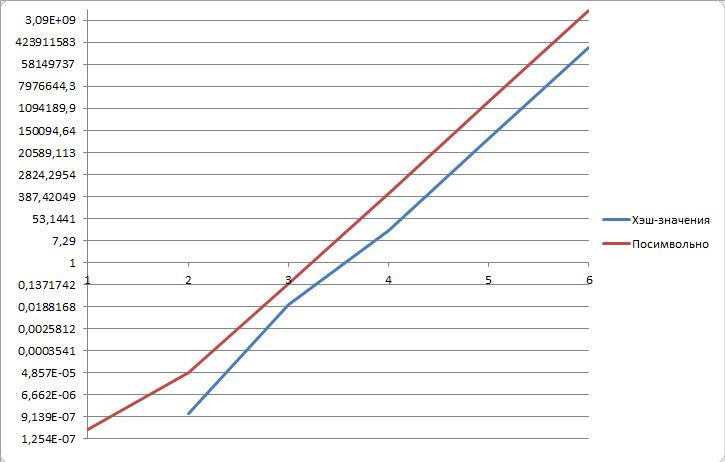 3,09E+09
423911583
58149737
7976644,3
1094189,9
150094,64
20589,113
2824,2954
387,42049
53,1441
7,29
1
0,1371742
0,0188168
0,0025812
0,0003541
4,857E-05
6,662E-06
9,139E-07
1,254E-07
1 2 3 4 5 6
Хэш-значения
Посимвольно